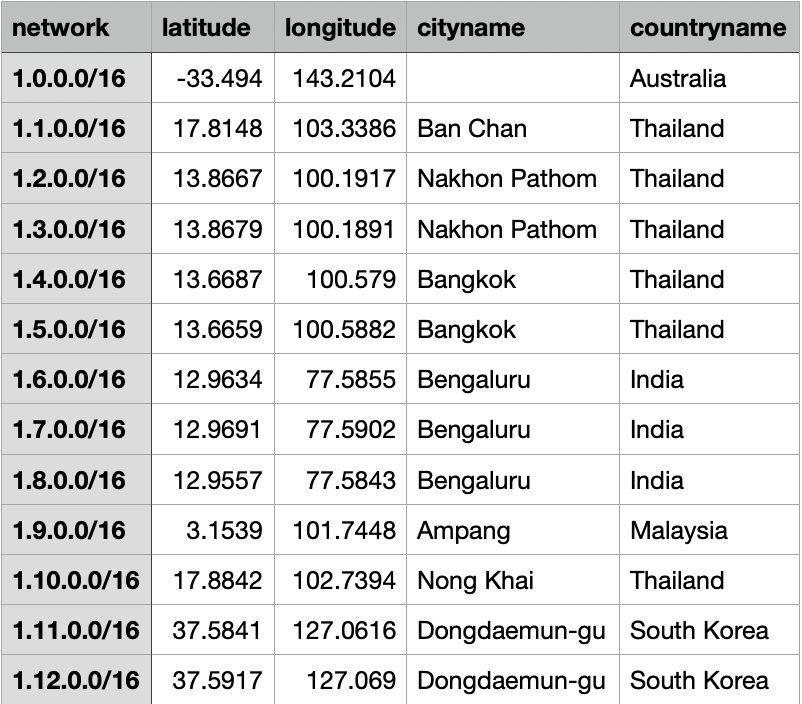 network latitude longitude cityname countryname
1.0.0.0/16 -33.494 143.2104 Australia
1.1.0.0/16 17.8148 103.3386 Ban Chan Thailand
1.2.0.0/16 13.8667 100.1917 Nakhon Pathom Thailand
1.3.0.0/16 13.8679 100.1891 Nakhon Pathom Thailand
1.4.0.0/16 13.6687 100.579 Bangkok Thailand
1.5.0.0/16 13.6659 100.5882 Bangkok Thailand
1.6.0.0/16 12.9634 77.5855 Bengaluru India
1.7.0.0/16 12.9691 77.5902 Bengaluru India
1.8.0.0/16 12.9557 77.5843 Bengaluru India
1.9.0.0/16 3.1539 101.7448 Ampang Malaysia
1.10.0.0/16 17.8842 102.7394 Nong Khai Thailand
1.11.0.0/16 37.5841 127.0616 Dongdaemun-gu South Korea
1.12.0.0/16 37.5917 127.069 Dongdaemun-gu South Korea